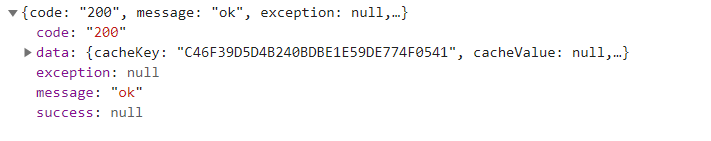 ▼{code: "200", message: "ok", exception: null,…}
code: "200"
▶data: {cacheKey: "C46F39D5D4B240BDBE1E59DE774F0541", cacheValue: null,…}
exception: null
message: "ok"
success: null